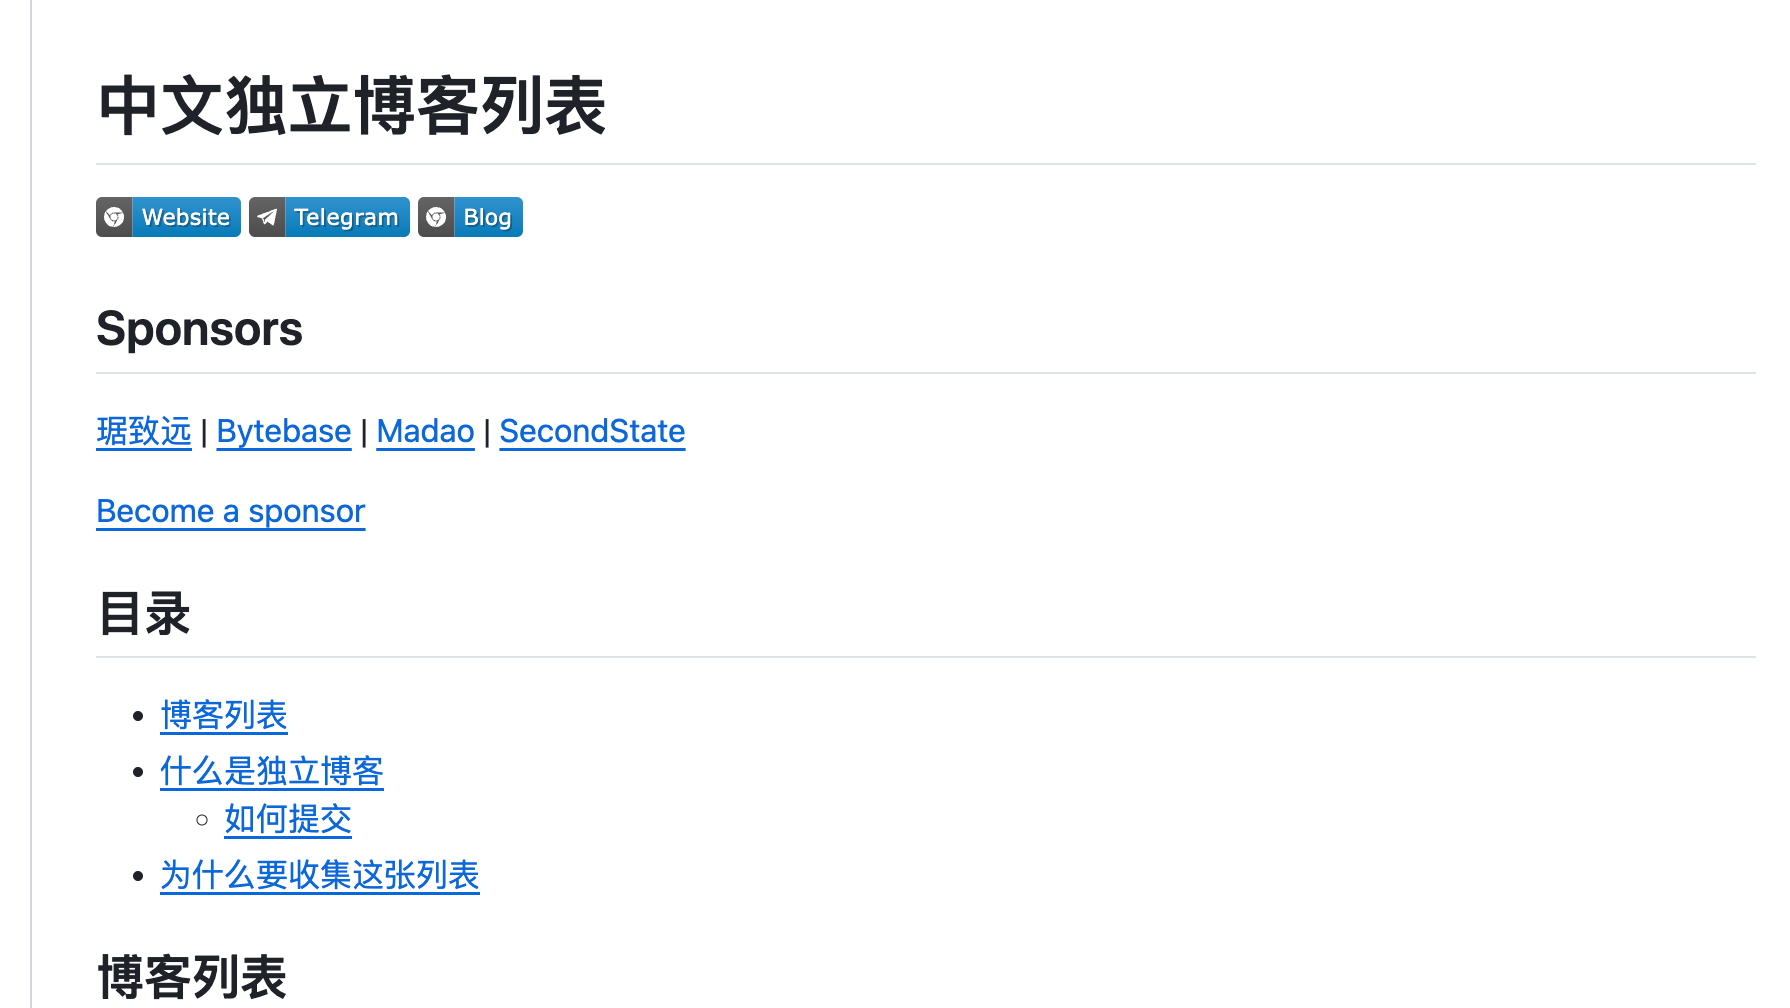 中文独立博客列表
Website Telegram Blog
Sponsors
琚致远 | Bytebase | Madao | SecondState
Become a sponsor
目录
博客列表
什么是独立博客
如何提交
为什么要收集这张列表
博客列表